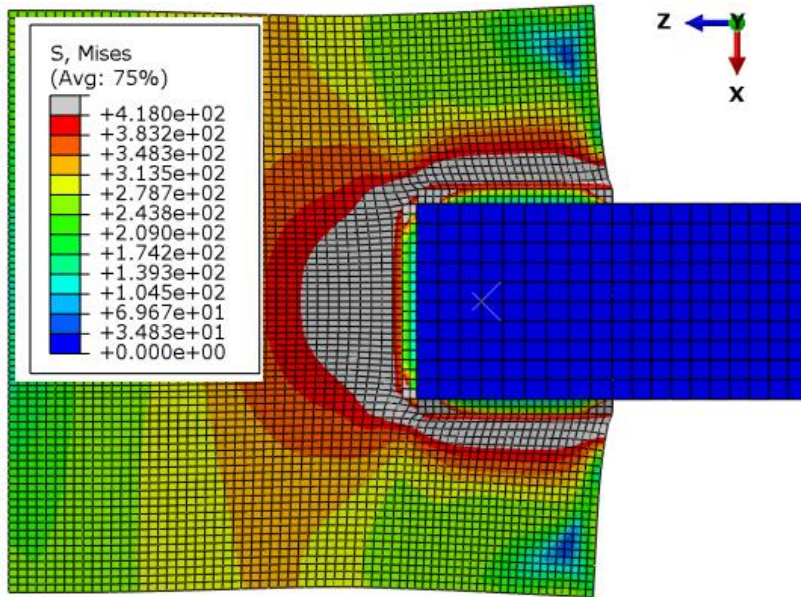 S, Mises
(Avg: 75%)
+4.180e+02
+3.832e+02
+3.483e+02
+3.135e+02
+2.787e+02
+2.438e+02
+2.090e+02
+1.742e+02
+1.393e+02
+1.045e+02
+6.967e+01
+3.483e+01
+0.000e+00
Z Y
X